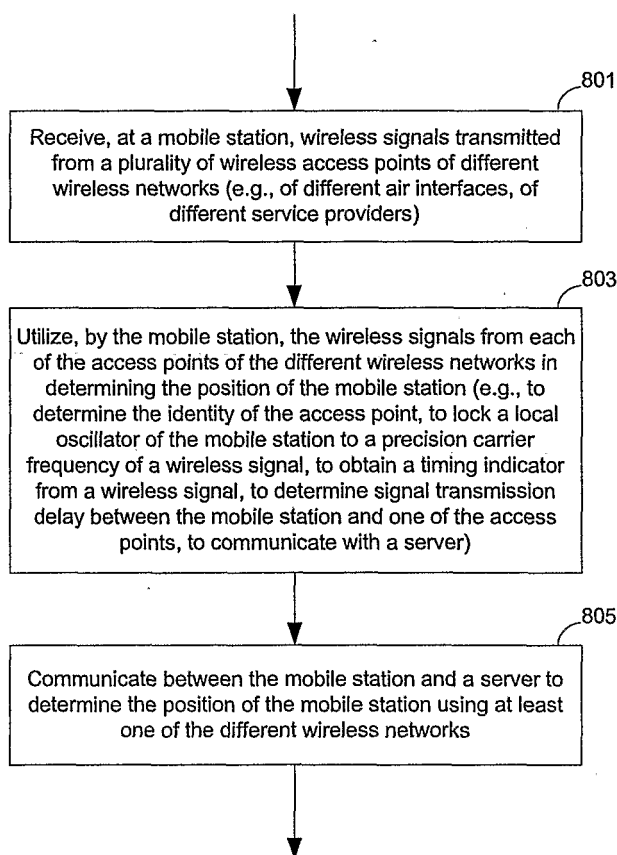 801
Receive, at a mobile station, wireless signals transmitted
from a plurality of wireless access points of different
wireless networks (e.g., of different air interfaces, of
different service providers)
803
Utilize, by the mobile station, the wireless signals from each
of the access points of the different wireless networks in
determining the position of the mobile station (e.g., to
determine the identity of the access point, to lock a local
oscillator of the mobile station to a precision carrier
frequency of a wireless signal, to obtain a timing indicator
from a wireless signal, to determine signal transmission
delay between the mobile station and one of the access
points, to communicate with a server)
805
Communicate between the mobile station and a server to
determine the position of the mobile station using at least
one of the different wireless networks